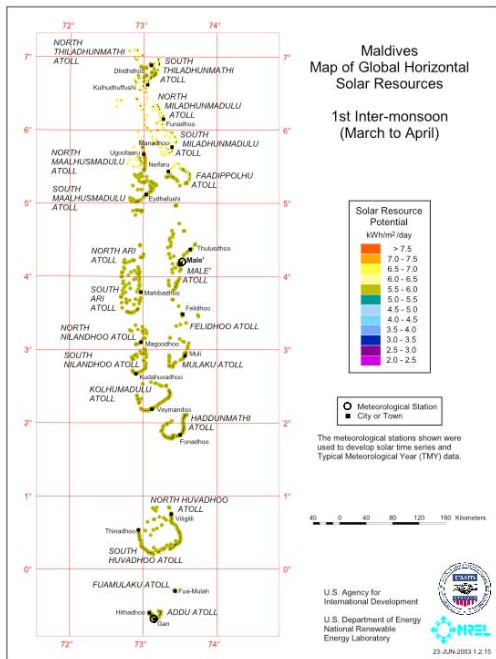 Maldives
Map of Global Horizontal
Solar Resources
1st Inter-monsoon
(March to April)
72° 73° 74°
7°
6°
5°
4°
3°
2°
1°
0°
NORTH
THILADHUNMATHI
ATOLL
SOUTH
THILADHUNMATHI
ATOLL
Dhidhdhoo
Kulhudhuffushi
NORTH
MILADHUNMADULU
ATOLL
Funadhoo
SOUTH
MILADHUNMADULU
ATOLL
Manadhoo
NORTH
MAALHUSMADULU
ATOLL
Ugoofaaru
Neifaru
FAADIPPOLHU
ATOLL
SOUTH
MAALHUSMADULU
ATOLL
Eydhafushi
Thulusdhoo
NORTH ARI
ATOLL
Male'
MALE'
ATOLL
SOUTH
ARI
ATOLL
Mahibadhoo
Felidhoo
FELIDHOO ATOLL
NORTH
NILANDHOO ATOLL
Magoodhoo
SOUTH
NILANDHOO ATOLL
Muli
MULAKU ATOLL
Kudahuvadhoo
KOLHUMADULU
ATOLL
Veymandoo
HADDUNMATHI
ATOLL
Fonadhoo
NORTH HUVADHOO
ATOLL
Viligilli
Thinadhoo
SOUTH
HUVADHOO ATOLL
FUAMULAKU ATOLL
Fua-Mulah
Hithadhoo
ADDU ATOLL
Gan
72° 73° 74°
Solar Resource
Potential
kWh/m²/day
> 7.5
7.0 - 7.5
6.5 - 7.0
6.0 - 6.5
5.5 - 6.0
5.0 - 5.5
4.5 - 5.0
4.0 - 4.5
3.5 - 4.0
3.0 - 3.5
2.5 - 3.0
2.0 - 2.5
Meteorological Station
City or Town
The meteorological stations shown were
used to develop solar time series and
Typical Meteorological Year (TMY) data.
40 0 40 80 120 160 Kilometers
U.S. Agency for
International Development
U.S. Department of Energy
National Renewable
Energy Laboratory
NREL
23-JUN-2003 1.2.15